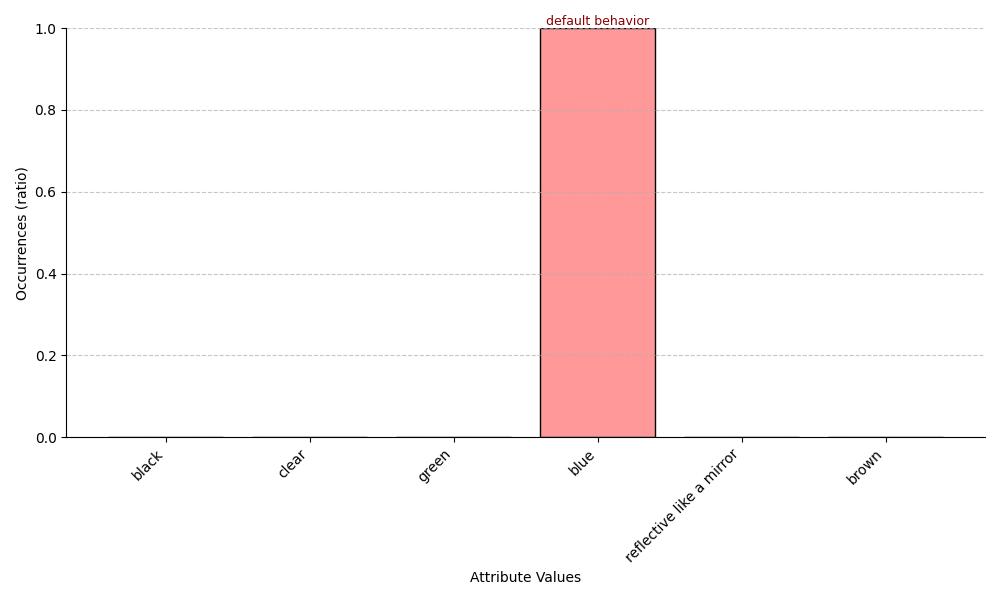 default behavior
1.0
0.8
0.6
0.4
0.2
0.0
Occurrences (ratio)
black
clear
green
blue
reflective like a mirror
brown
Attribute Values